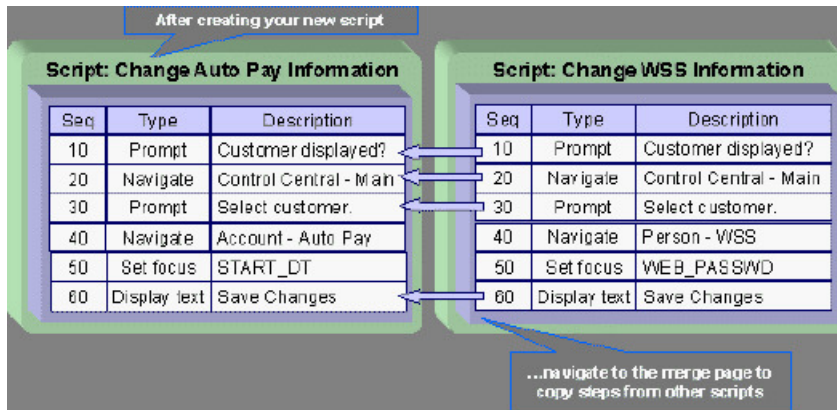 After creating your new script
Script: Change Auto Pay Information
Seq Type Description
10 Prompt Customer displayed?
20 Navigate Control Central - Main
30 Prompt Select customer.
40 Navigate Account - Auto Pay
50 Set focus START_DT
60 Display text Save Changes
Script: Change WSS Information
Seq Type Description
10 Prompt Customer displayed?
20 Navigate Control Central - Main
30 Prompt Select customer.
40 Navigate Person - WSS
50 Set focus WEB_PASSWD
60 Display text Save Changes
...navigate to the merge page to
copy steps from other scripts